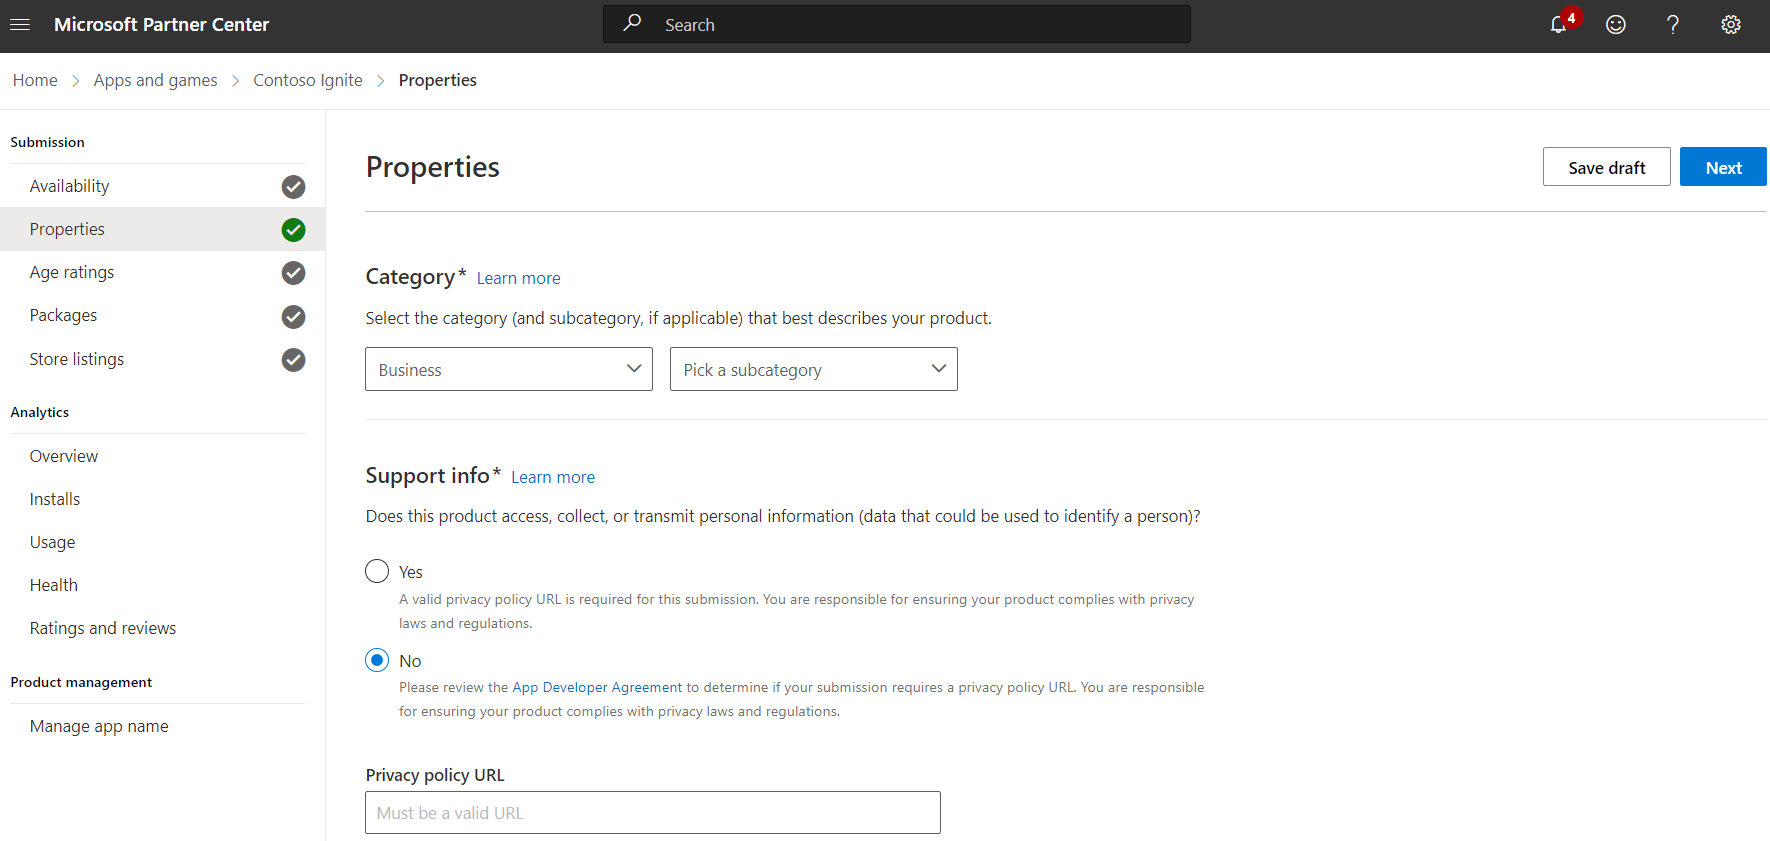 Microsoft Partner Center
Search
4
Home > Apps and games > Contoso Ignite > Properties
Submission
Availability
Properties
Age ratings
Packages
Store listings
Analytics
Overview
Installs
Usage
Health
Ratings and reviews
Product management
Manage app name
Properties
Save draft
Next
Category* Learn more
Select the category (and subcategory, if applicable) that best describes your product.
Business
Pick a subcategory
Support info* Learn more
Does this product access, collect, or transmit personal information (data that could be used to identify a person)?
Yes
A valid privacy policy URL is required for this submission. You are responsible for ensuring your product complies with privacy
laws and regulations.
No
Please review the App Developer Agreement to determine if your submission requires a privacy policy URL. You are responsible
for ensuring your product complies with privacy laws and regulations.
Privacy policy URL
Must be a valid URL